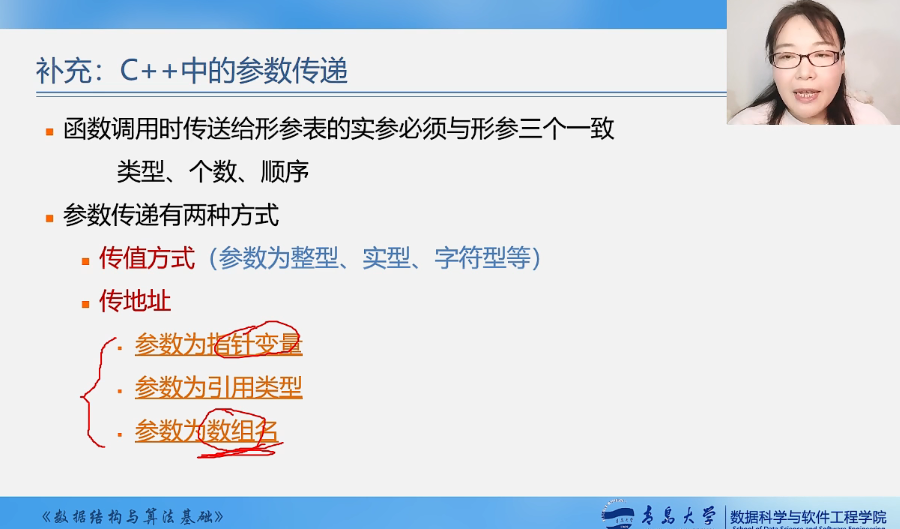 补充：C++中的参数传递
函数调用时传送给形参表的实参必须与形参三个一致
类型、个数、顺序
参数传递有两种方式
传值方式（参数为整型、实型、字符型等）
传地址
参数为指针变量
参数为引用类型
参数为数组名
《数据结构与算法基础》
青岛大学
数据科学与软件工程学院
School of Data Science and Software Engineering